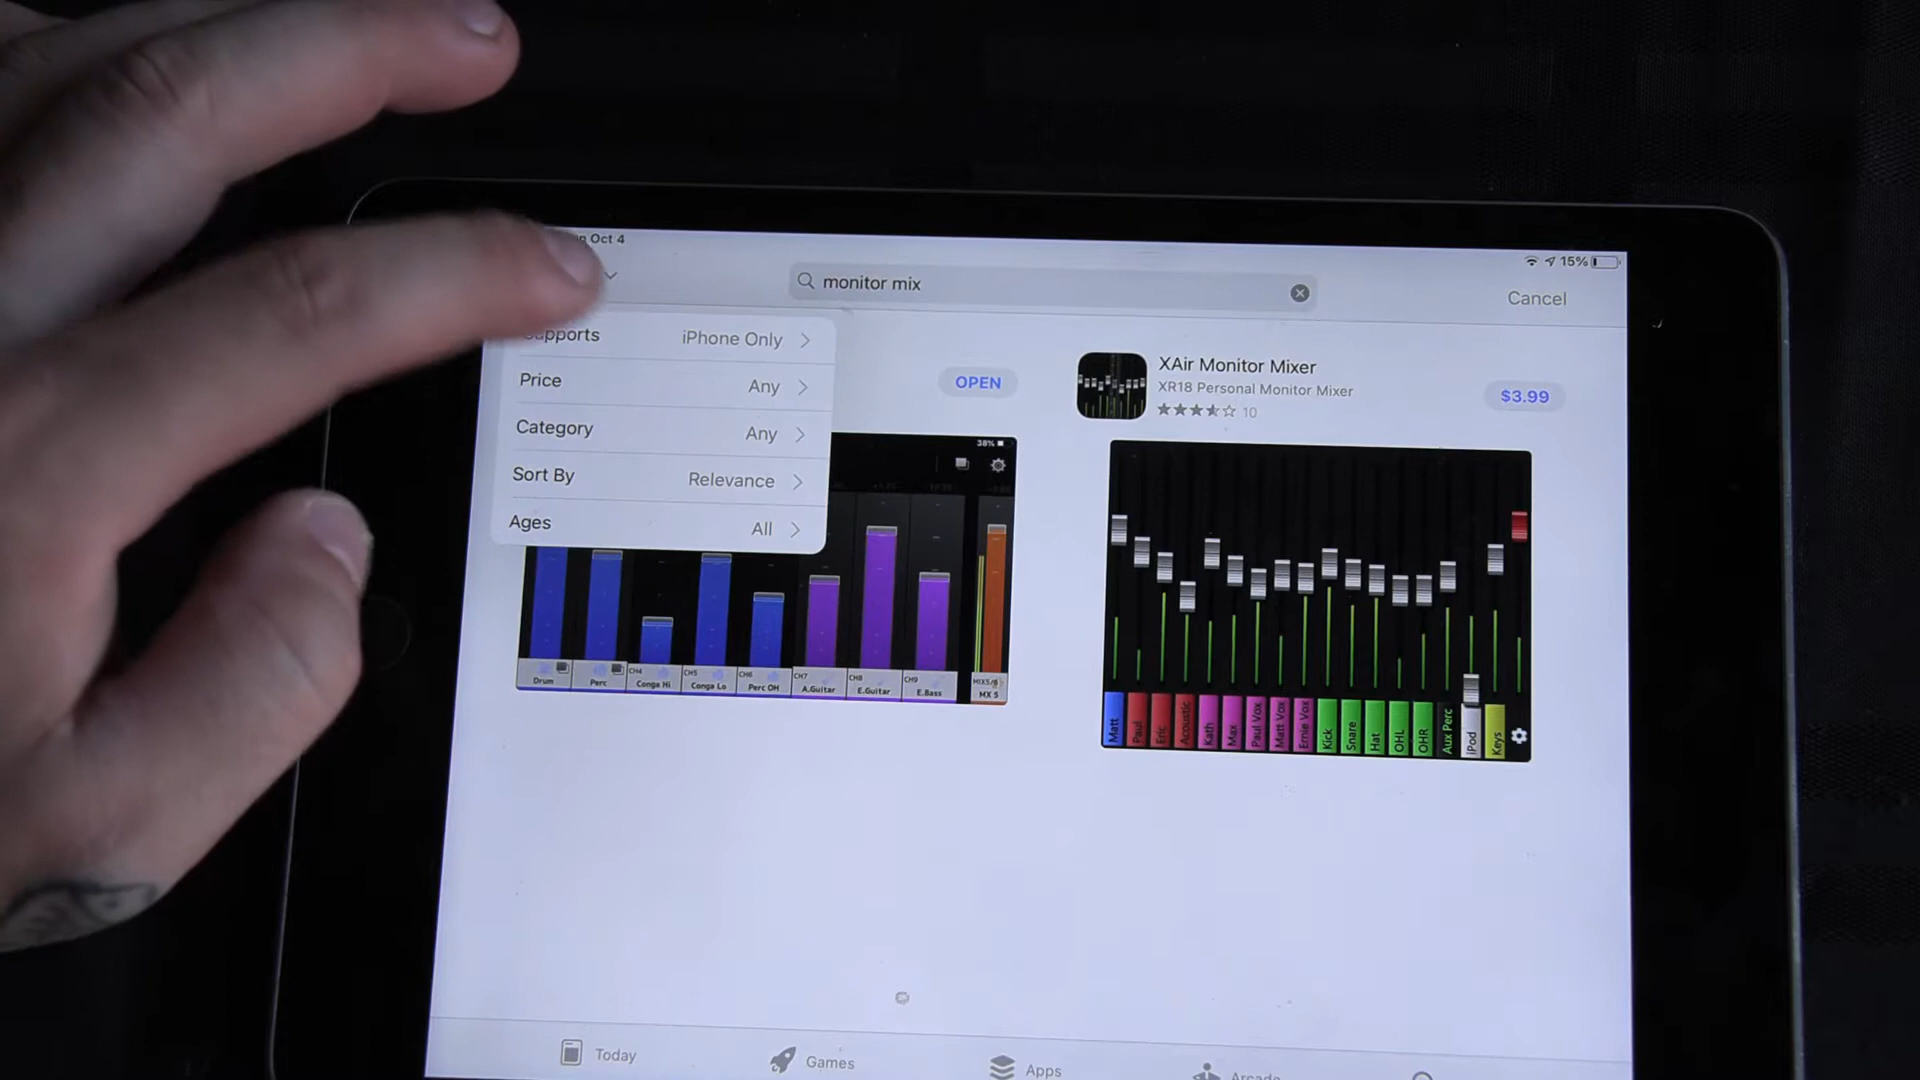 Oct 4
15%
monitor mix
Cancel
Supports iPhone Only
Price Any
Category Any
Sort By Relevance
Ages All
OPEN
XAir Monitor Mixer
XR18 Personal Monitor Mixer
10
$3.99
38%
Drum
Perc
CH4
Conga Hi
CH5
Conga Lo
CH6
Perc OH
CH7
A.Guitar
CH8
E.Guitar
CH9
E.Bass
MX 5
Matt
Paul
Eric
Acoustic
Kath
Max
Paul Vox
Matt Vox
Ernie Vox
Kick
Snare
Hat
OHL
OHR
Aux Perc
iPod
Keys
Today
Games
Apps
Arcade